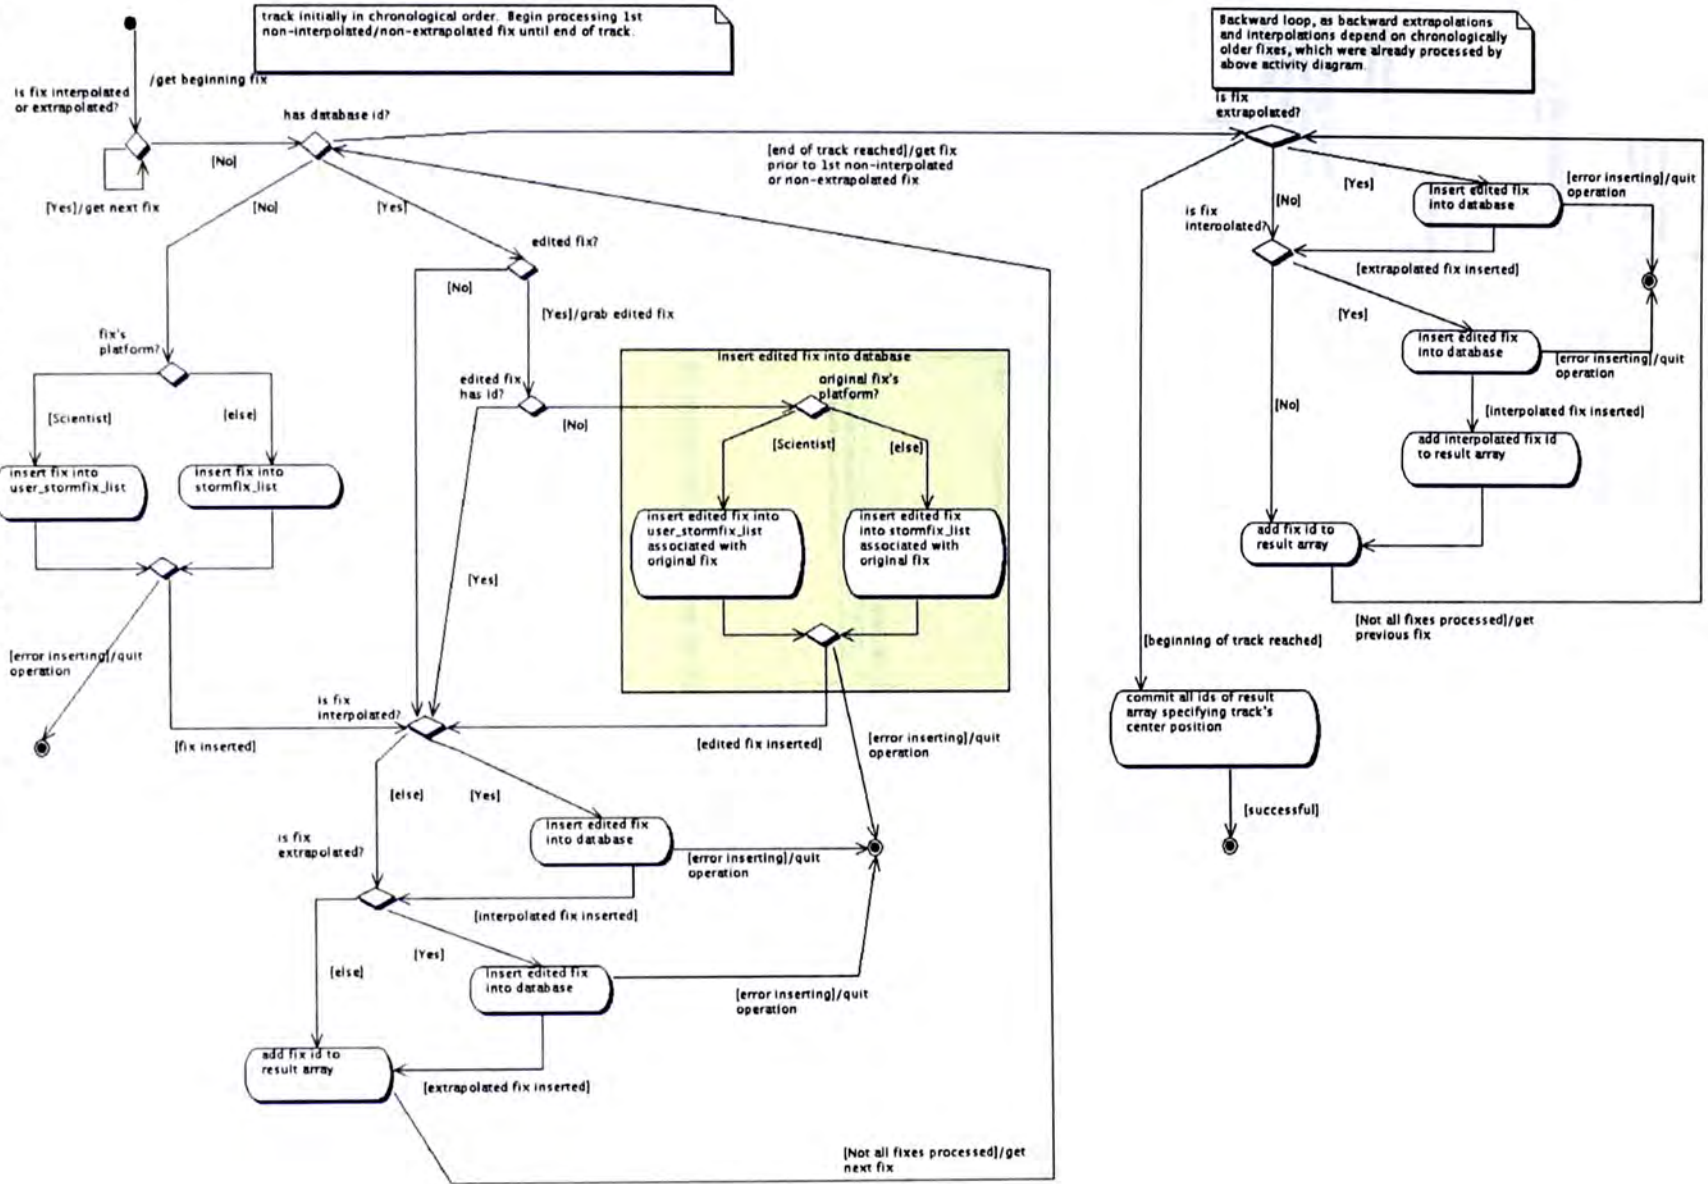 track initially in chronological order. Begin processing 1st
non-interpolated/non-extrapolated fix until end of track.
Backward loop, as backward extrapolations
and interpolations depend on chronologically
older fixes, which were already processed by
above activity diagram.
/get beginning fix
is fix interpolated
or extrapolated?
[No]
[Yes]/get next fix
has database id?
[end of track reached]/get fix
prior to 1st non-interpolated
or non-extrapolated fix
[No]
[Yes]
edited fix?
[No]
[Yes]/grab edited fix
fix's
platform?
[Scientist]
[else]
insert fix into
user_stormfix_list
insert fix into
stormfix_list
[error inserting]/quit
operation
[fix inserted]
edited fix
has id?
[No]
[Yes]
Insert edited fix into database
original fix's
platform?
[Scientist]
[else]
insert edited fix into
user_stormfix_list
associated with
original fix
insert edited fix
into stormfix_list
associated with
original fix
[edited fix inserted]
[error inserting]/quit
operation
is fix
interpolated?
[else]
[Yes]
Insert edited fix
into database
[error inserting]/quit
operation
[interpolated fix inserted]
is fix
extrapolated?
[else]
[Yes]
Insert edited fix
into database
[error inserting]/quit
operation
[extrapolated fix inserted]
add fix id to
result array
[Not all fixes processed]/get
next fix
is fix
extrapolated?
[Yes]
[No]
Insert edited fix
into database
[error inserting]/quit
operation
[extrapolated fix inserted]
is fix
interpolated?
[Yes]
[No]
Insert edited fix
into database
[error inserting]/quit
operation
[interpolated fix inserted]
add interpolated fix id
to result array
add fix id to
result array
[Not all fixes processed]/get
previous fix
[beginning of track reached]
commit all ids of result
array specifying track's
center position
[successful]